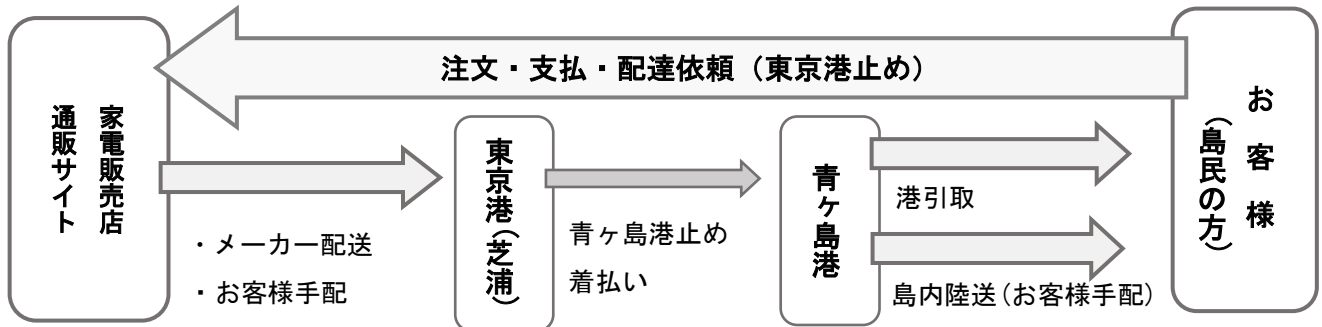 注文・支払・配達依頼（東京港止め）
家電販売店
通販サイト
・メーカー配送
・お客様手配
東京港（芝浦）
青ヶ島港止め
着払い
青ヶ島港
港引取
島内陸送（お客様手配）
お客様
（島民の方）